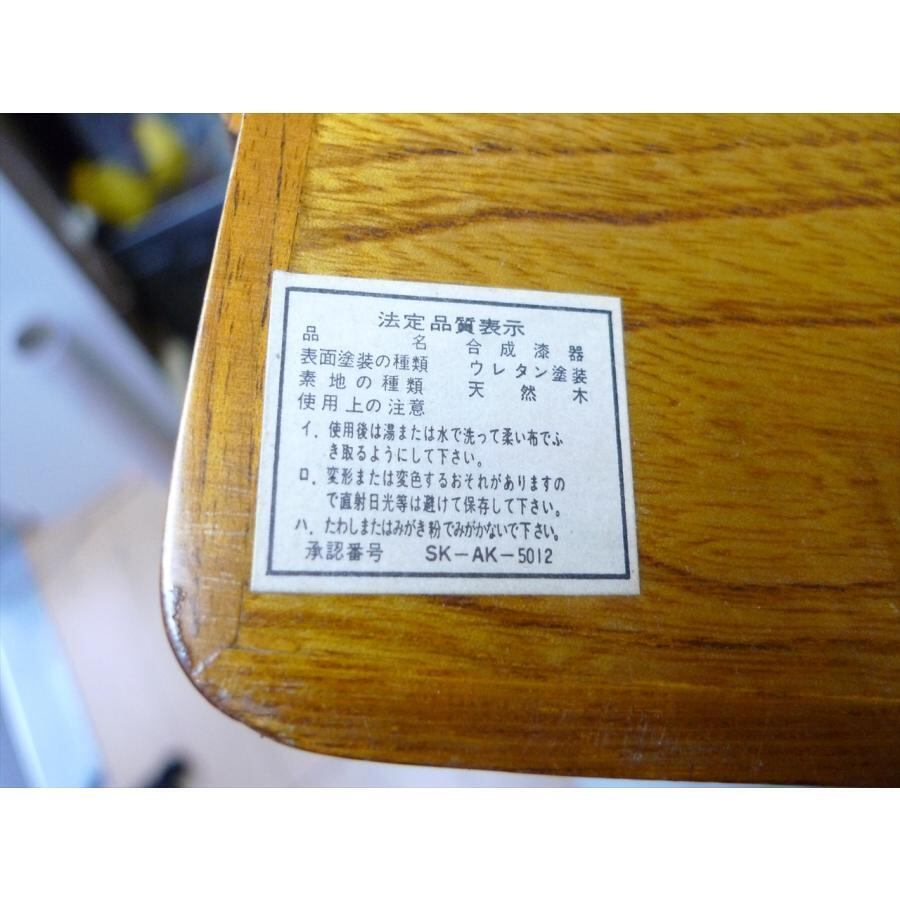 法定品質表示
品名 合成漆器
表面塗装の種類 ウレタン塗装
素地の種類 天然木
使用上の注意
イ. 使用後は湯または水で洗って柔い布でふ
き取るようにして下さい。
ロ. 変形または変色するおそれがありますの
で直射日光等は避けて保存して下さい。
ハ. たわしまたはみがき粉でみがかないで下さい。
承認番号 SK-AK-5012